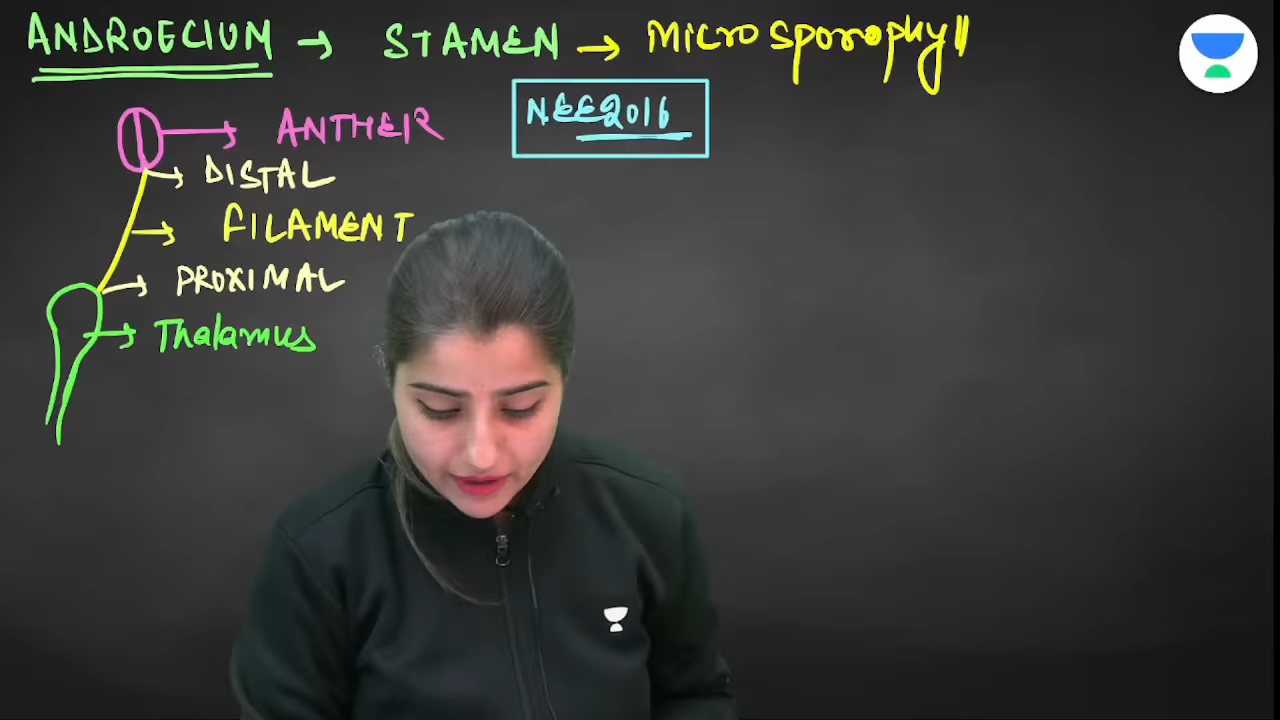 ANDROECIUM → STAMEN → Microsporophyll
NEE2016
ANTHER
DISTAL
FILAMENT
PROXIMAL
Thalamus